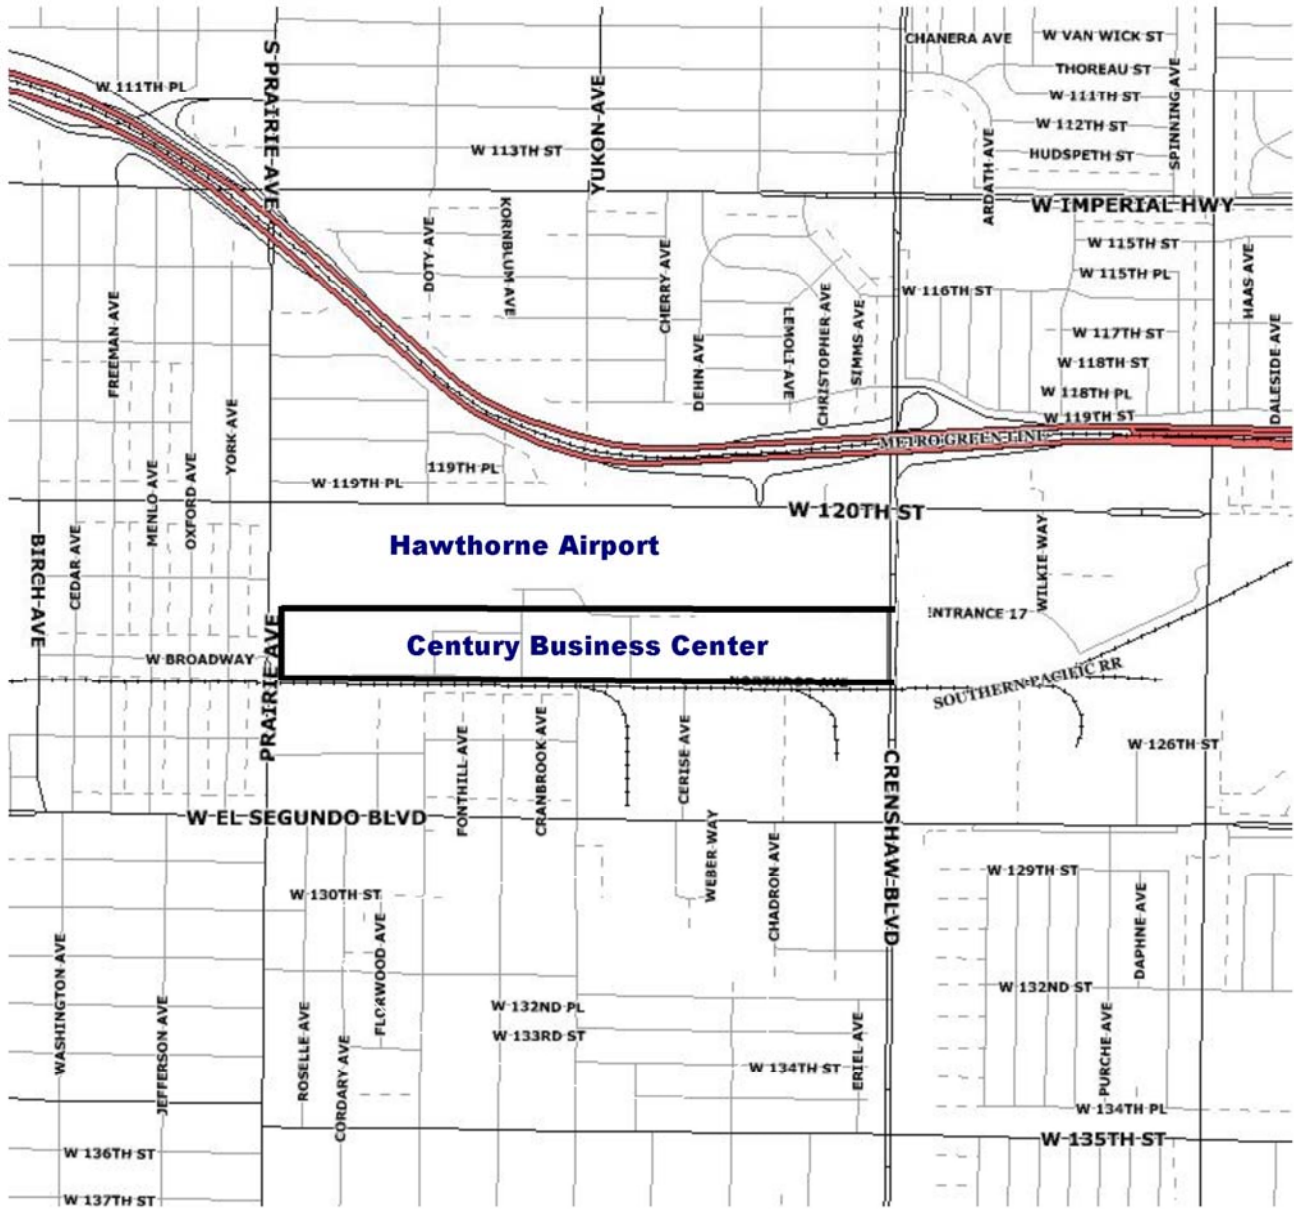 CHANERA AVE
W VAN WICK ST
THOREAU ST
SPINNING AVE
W 111TH PL
S PRAIRIE AVE
YUKON AVE
W 111TH ST
W 112TH ST
ARDATH AVE
HUDSPETH ST
W 113TH ST
W IMPERIAL HWY
DOTY AVE
KORNBLUM AVE
CHERRY AVE
W 115TH ST
W 115TH PL
HAAS AVE
FREEMAN AVE
W 116TH ST
LEMOLI AVE
CHRISTOPHER AVE
SIMMS AVE
W 117TH ST
DALESIDE AVE
DEHN AVE
W 118TH ST
W 118TH PL
W 119TH ST
YORK AVE
METRO GREEN LINE
MENLO AVE
OXFORD AVE
119TH PL
W 119TH PL
W 120TH ST
BIRCH AVE
CEDAR AVE
Hawthorne Airport
WILKIE WAY
ENTRANCE 17
PRAIRIE AVE
Century Business Center
W BROADWAY
SOUTHERN PACIFIC RR
FONTHILL AVE
CRANBROOK AVE
CERISE AVE
W 126TH ST
CRENSHAW BLVD
W EL SEGUNDO BLVD
WEBER WAY
CHADRON AVE
W 129TH ST
W 130TH ST
DAPHNE AVE
WASHINGTON AVE
FLORWOOD AVE
W 132ND ST
JEFFERSON AVE
ROSELLE AVE
CORDARY AVE
W 132ND PL
W 133RD ST
ERIEL AVE
PURCHE AVE
W 134TH ST
W 134TH PL
W 135TH ST
W 136TH ST
W 137TH ST